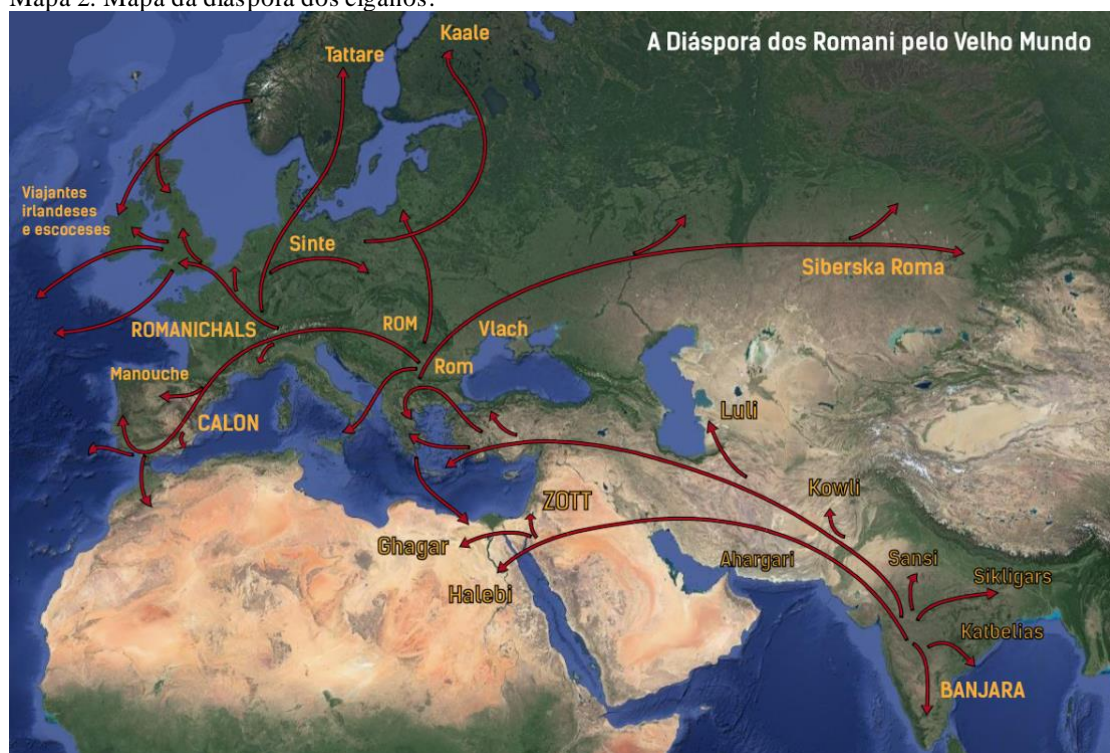 Mapa 2: Mapa da diáspora dos ciganos.
A Diáspora dos Romani pelo Velho Mundo
Kaale
Tattare
Viajantes
irlandeses
e escoceses
Sinte
Siberska Roma
ROMANICHALS
ROM
Vlach
Manouche
Rom
CALON
Luli
Kowli
ZOTT
Ghagar
Ahargari
Sansi
Halebi
Sikligars
Katbelias
BANJARA